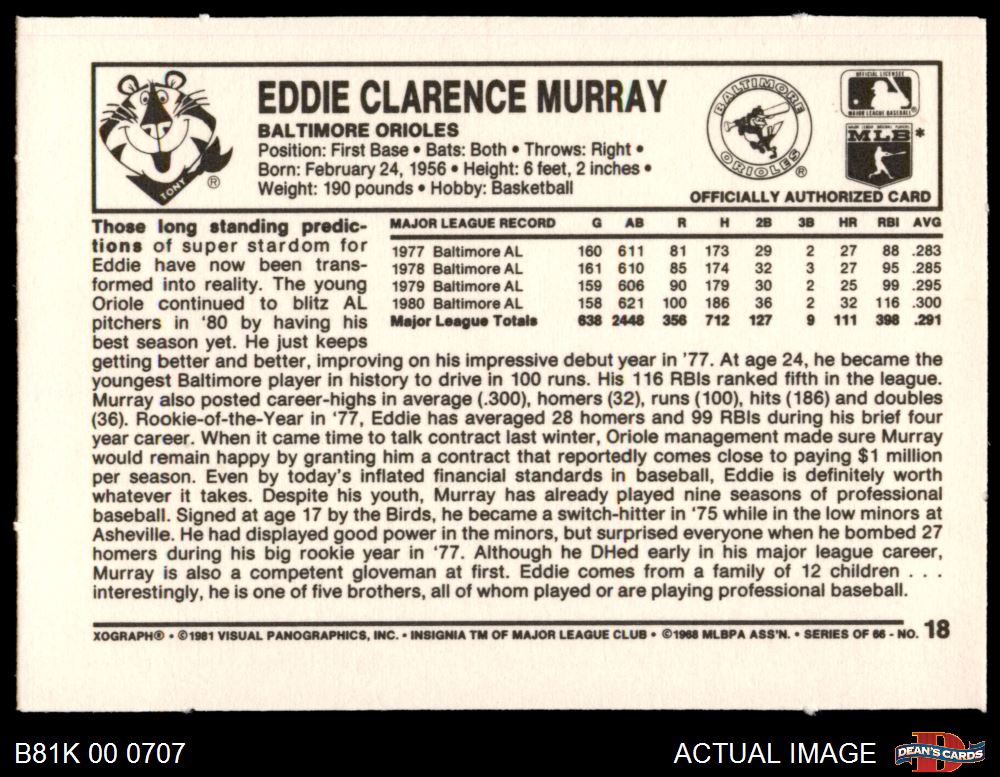 EDDIE CLARENCE MURRAY
BALTIMORE ORIOLES
Position: First Base • Bats: Both • Throws: Right •
Born: February 24, 1956 • Height: 6 feet, 2 inches •
Weight: 190 pounds • Hobby: Basketball
TONY ®
BALTIMORE
ORIOLES ®
OFFICIAL LICENSEE
MAJOR LEAGUE BASEBALL
MLB *
OFFICIALLY AUTHORIZED CARD
MAJOR LEAGUE RECORD G AB R H 2B 3B HR RBI AVG
1977 Baltimore AL 160 611 81 173 29 2 27 88 .283
1978 Baltimore AL 161 610 85 174 32 3 27 95 .285
1979 Baltimore AL 159 606 90 179 30 2 25 99 .295
1980 Baltimore AL 158 621 100 186 36 2 32 116 .300
Major League Totals 638 2448 356 712 127 9 111 398 .291
Those long standing predic-
tions of super stardom for
Eddie have now been trans-
formed into reality. The young
Oriole continued to blitz AL
pitchers in '80 by having his
best season yet. He just keeps
getting better and better, improving on his impressive debut year in '77. At age 24, he became the
youngest Baltimore player in history to drive in 100 runs. His 116 RBIs ranked fifth in the league.
Murray also posted career-highs in average (.300), homers (32), runs (100), hits (186) and doubles
(36). Rookie-of-the-Year in '77, Eddie has averaged 28 homers and 99 RBIs during his brief four
year career. When it came time to talk contract last winter, Oriole management made sure Murray
would remain happy by granting him a contract that reportedly comes close to paying $1 million
per season. Even by today's inflated financial standards in baseball, Eddie is definitely worth
whatever it takes. Despite his youth, Murray has already played nine seasons of professional
baseball. Signed at age 17 by the Birds, he became a switch-hitter in '75 while in the low minors at
Asheville. He had displayed good power in the minors, but surprised everyone when he bombed 27
homers during his big rookie year in '77. Although he DHed early in his major league career,
Murray is also a competent gloveman at first. Eddie comes from a family of 12 children . . .
interestingly, he is one of five brothers, all of whom played or are playing professional baseball.
XOGRAPH® • ©1981 VISUAL PANOGRAPHICS, INC. • INSIGNIA TM OF MAJOR LEAGUE CLUB • ©1968 MLBPA ASS'N. • SERIES OF 66 - NO. 18
B81K 00 0707
ACTUAL IMAGE
DEAN'S CARDS